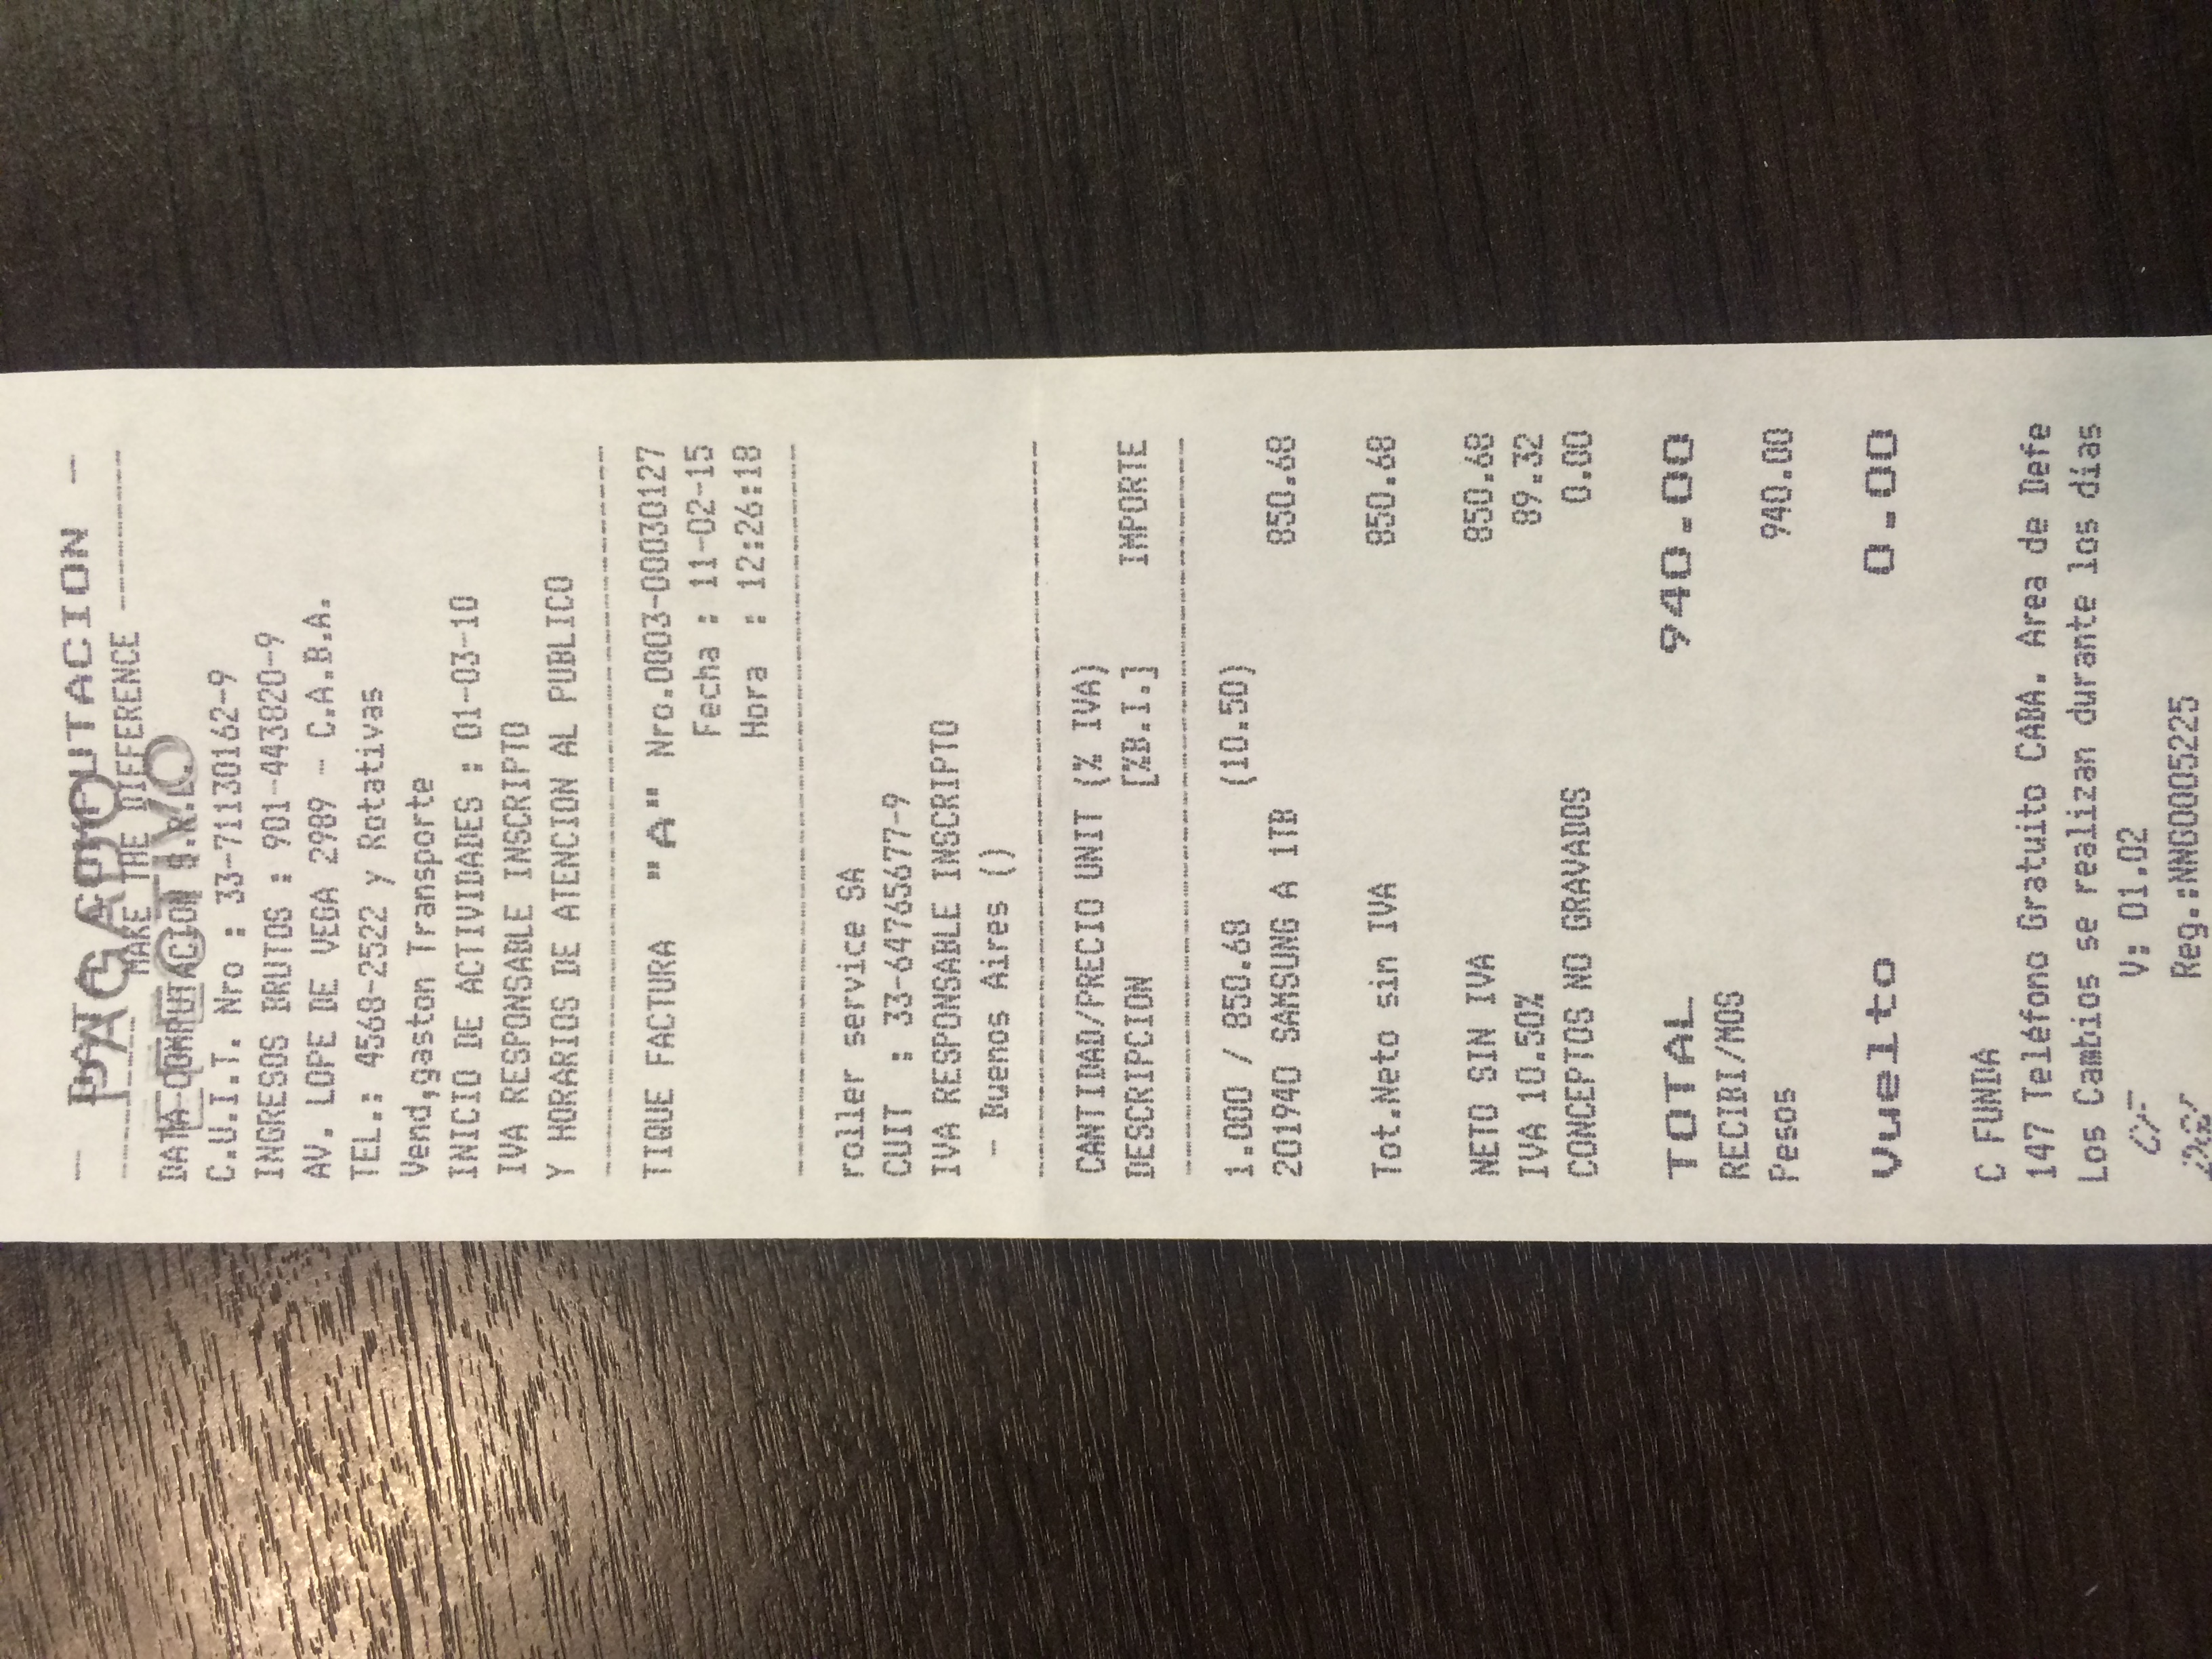 - DATA COMPUTACION -
PAGADO
-------- MAKE THE DIFFERENCE --------
EFECTIVO
DATA COMPUTACION S.R.L.
C.U.I.T. Nro : 33-71130162-9
INGRESOS BRUTOS : 901-443820-9
AV. LOPE DE VEGA 2989 - C.A.B.A.
TEL.: 4568-2522 y Rotativas
Vend,gaston Transporte
INICIO DE ACTIVIDADES : 01-03-10
IVA RESPONSABLE INSCRIPTO
Y HORARIOS DE ATENCION AL PUBLICO
TIQUE FACTURA "A" Nro.0003-00030127
Fecha : 11-02-15
Hora : 12:26:18
roller service SA
CUIT : 33-64765677-9
IVA RESPONSABLE INSCRIPTO
- Buenos Aires ()
CANTIDAD/PRECIO UNIT (% IVA)
DESCRIPCION [%B.I.] IMPORTE
1.000 / 850.68 (10.50)
201940 SAMSUNG A 1TB 850.68
Tot.Neto sin IVA 850.68
NETO SIN IVA 850.68
IVA 10.50% 89.32
CONCEPTOS NO GRAVADOS 0.00
TOTAL 940.00
RECIBI/MOS
Pesos 940.00
Vuelto 0.00
C FUNDA
147 Teléfono Gratuito CABA. Area de Defe
Los Cambios se realizan durante los días
CF V: 01.02
DGI Reg.:NNG0005225